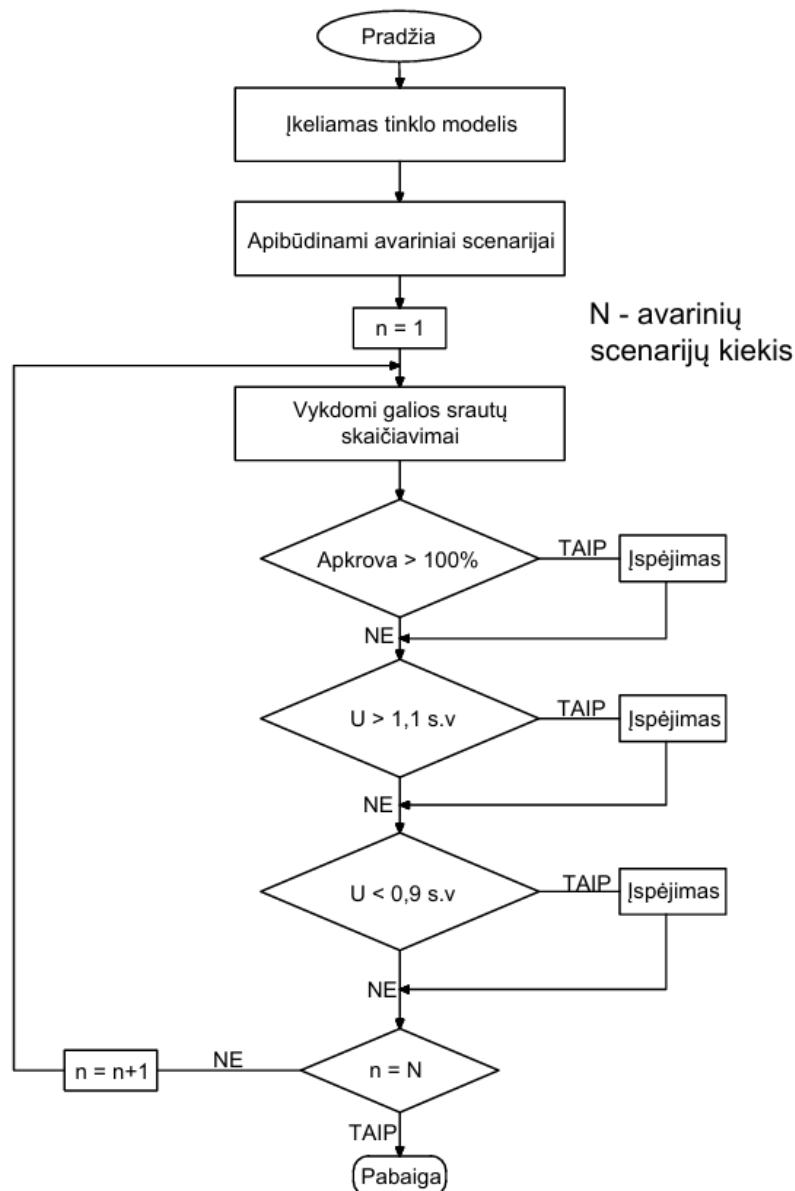 Pradžia
Įkeliamas tinklo modelis
Apibūdinami avariniai scenarijai
n = 1
N - avarinių
scenarijų kiekis
Vykdomi galios srautų
skaičiavimai
Apkrova > 100%
TAIP
Įspėjimas
NE
U > 1,1 s.v
TAIP
Įspėjimas
NE
U < 0,9 s.v
TAIP
Įspėjimas
NE
n = n+1
NE
n = N
TAIP
Pabaiga